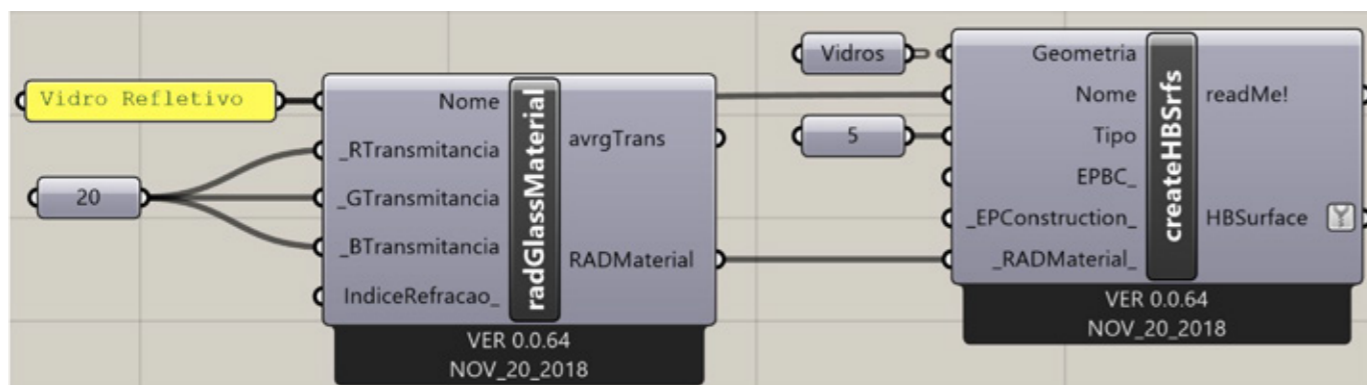 Vidro Refletivo
20
Nome
_RTransmitancia
_GTransmitancia
_BTransmitancia
IndiceRefracao_
radGlassMaterial
avrgTrans
RADMaterial
VER 0.0.64
NOV_20_2018
Vidros
5
Geometria
Nome
Tipo
EPBC_
_EPConstruction_
_RADMaterial_
createHBSrfs
readMe!
HBSurface
VER 0.0.64
NOV_20_2018